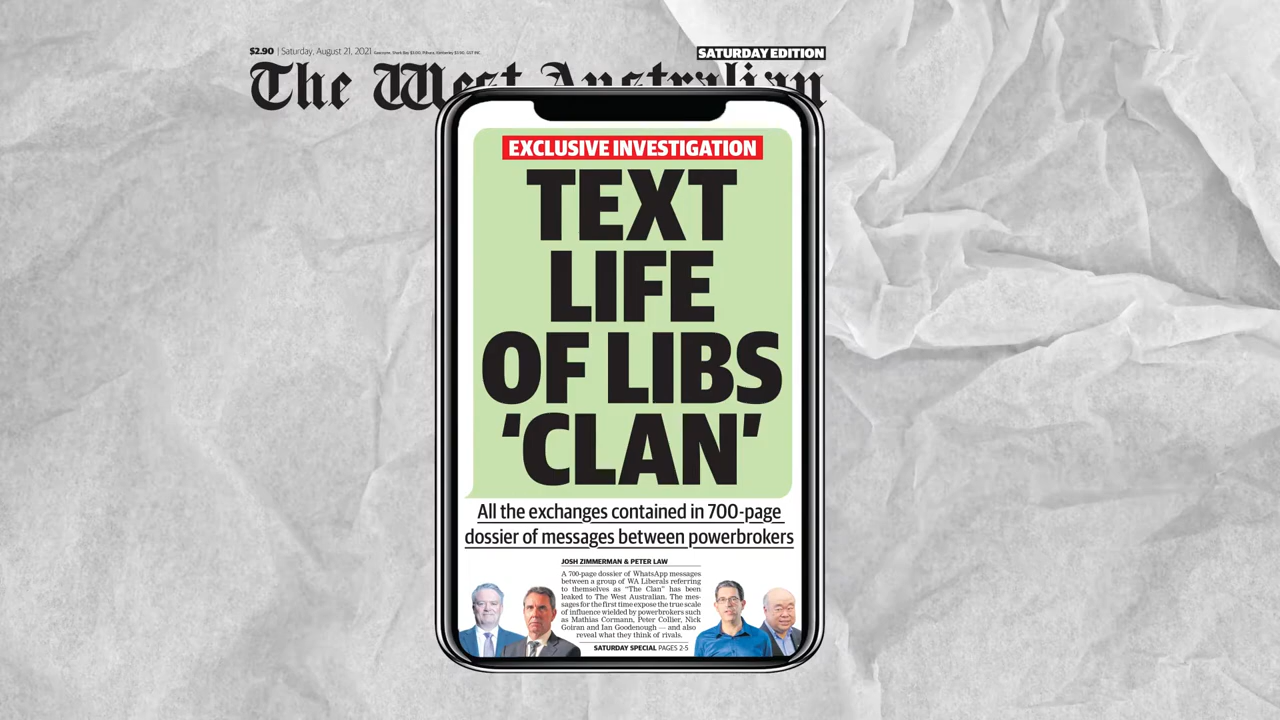 $2.90 | Saturday, August 21, 2021
SATURDAY EDITION
The West Australian
EXCLUSIVE INVESTIGATION
TEXT
LIFE
OF LIBS
‘CLAN’
All the exchanges contained in 700-page
dossier of messages between powerbrokers
JOSH ZIMMERMAN & PETER LAW
A 700-page dossier of WhatsApp messages
between a group of WA Liberals referring
to themselves as “The Clan” has been
leaked to The West Australian. The mes-
sages for the first time expose the true scale
of influence wielded by powerbrokers such
as Mathias Cormann, Peter Collier, Nick
Goiran and Ian Goodenough — and also
reveal what they think of rivals.
SATURDAY SPECIAL PAGES 2-5